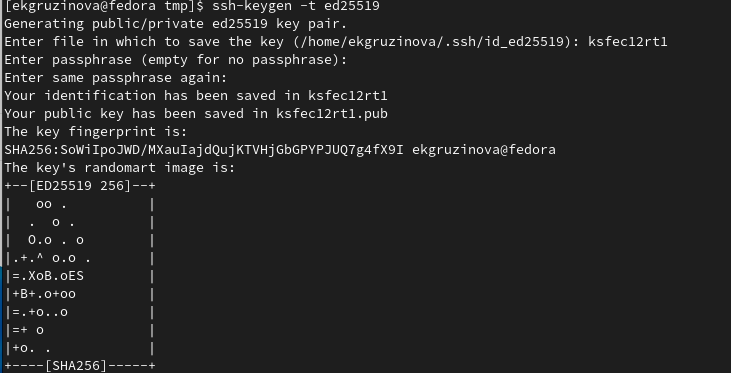 [ekgruzinova@fedora tmp]$ ssh-keygen -t ed25519
Generating public/private ed25519 key pair.
Enter file in which to save the key (/home/ekgruzinova/.ssh/id_ed25519): ksfec12rt1
Enter passphrase (empty for no passphrase):
Enter same passphrase again:
Your identification has been saved in ksfec12rt1
Your public key has been saved in ksfec12rt1.pub
The key fingerprint is:
SHA256:SoWiIpoJWD/MXauIajdQujKTVHjGbGPYPJUQ7g4fX9I ekgruzinova@fedora
The key's randomart image is:
+--[ED25519 256]--+
|   oo .          |
|  .  o .         |
|  O.o . o        |
|.+.^ o.o .       |
|=.XoB.oES        |
|+B+.o+oo         |
|=.+o..o          |
|=+ o             |
|+o. .            |
+----[SHA256]-----+